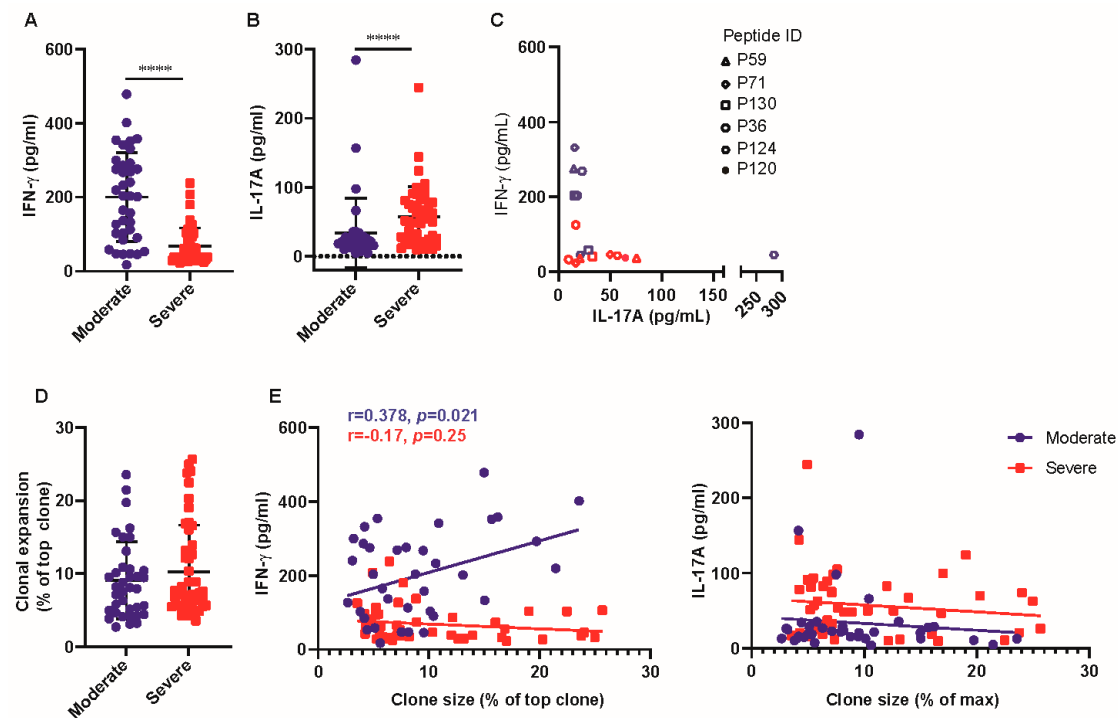 A
IFN-γ (pg/ml)
600
400
200
0
****
Moderate
Severe
B
IL-17A (pg/ml)
300
200
100
0
****
Moderate
Severe
C
IFN-γ (pg/mL)
600
400
200
0
0
50
100
150
250
300
IL-17A (pg/mL)
Peptide ID
P59
P71
P130
P36
P124
P120
D
Clonal expansion
(% of top clone)
30
20
10
0
Moderate
Severe
E
r=0.378, p=0.021
r=-0.17, p=0.25
IFN-γ (pg/ml)
600
400
200
0
0
10
20
30
Clone size (% of top clone)
IL-17A (pg/ml)
300
200
100
0
0
10
20
30
Clone size (% of max)
Moderate
Severe